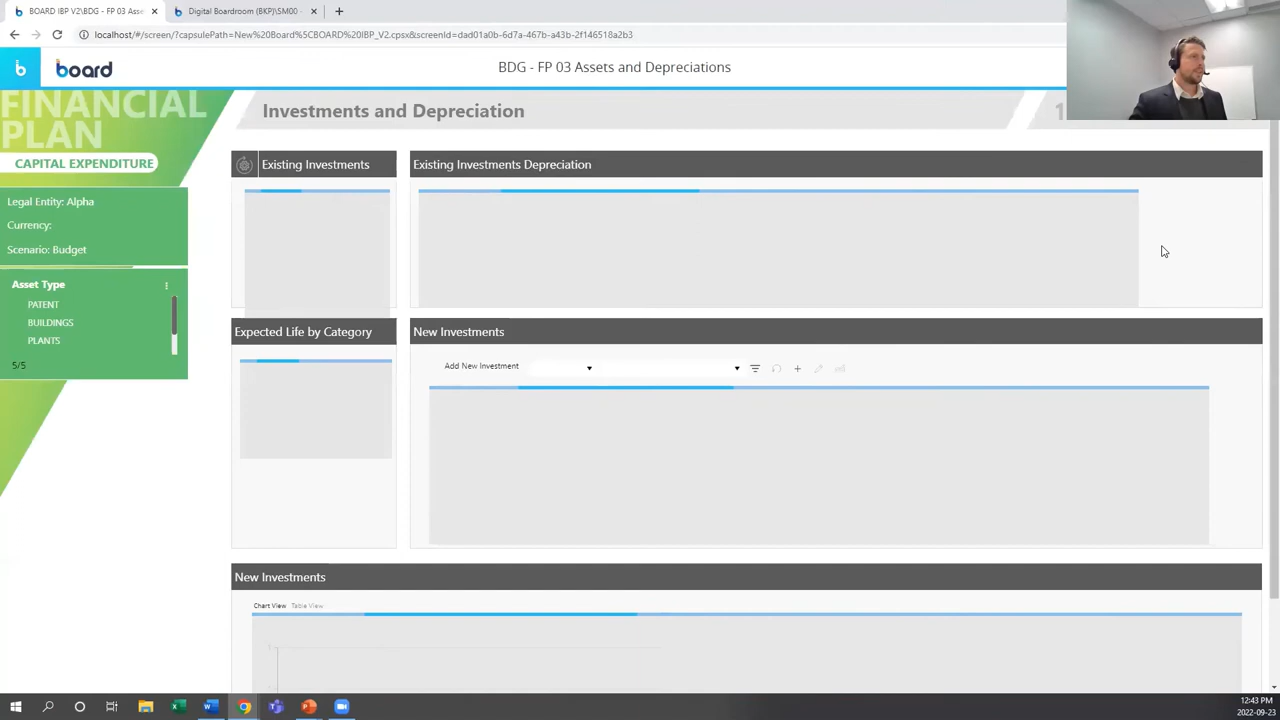 BOARD IBP V2\BDG - FP 03 Asse
Digital Boardroom (BKP)\SM00 -
localhost/#/screen/?capsulePath=New%20Board%5CBOARD%20IBP_V2.cpsx&screenId=dad01a0b-6d7a-467b-a43b-2f146518a2b3
b board
BDG - FP 03 Assets and Depreciations
FINANCIAL
PLAN
CAPITAL EXPENDITURE
Legal Entity: Alpha
Currency:
Scenario: Budget
Asset Type
PATENT
BUILDINGS
PLANTS
5/5
Investments and Depreciation
1
Existing Investments
Existing Investments Depreciation
Expected Life by Category
New Investments
Add New Investment
New Investments
Chart View Table View
12:43 PM
2022-09-23